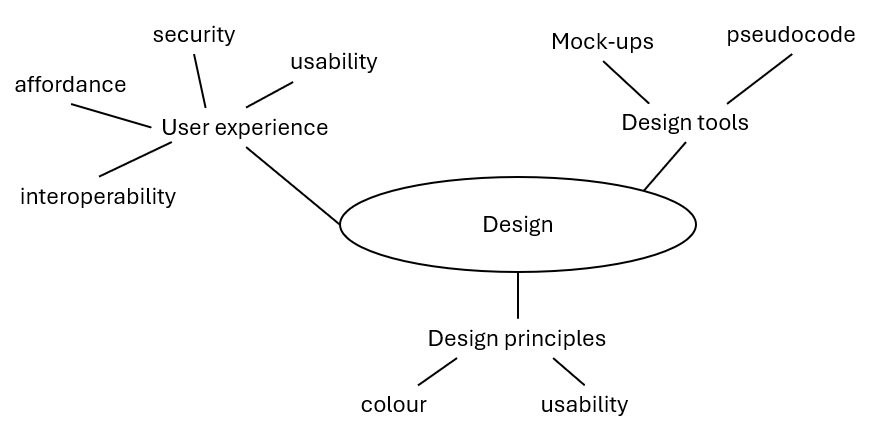 security
Mock-ups
pseudocode
usability
affordance
User experience
Design tools
interoperability
Design
Design principles
colour
usability